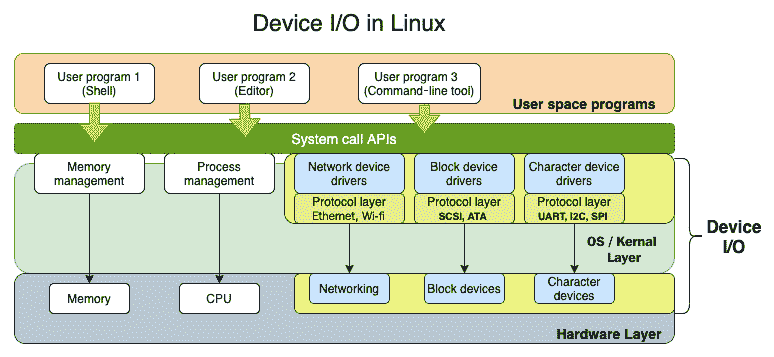 Device I/O in Linux
User program 1
(Shell)
User program 2
(Editor)
User program 3
(Command-line tool)
User space programs
System call APIs
Memory
management
Process
management
Network device
drivers
Block device
drivers
Character device
drivers
Protocol layer
Ethernet, Wi-fi
Protocol layer
SCSI, ATA
Protocol layer
UART, I2C, SPI
OS / Kernal
Layer
Device
I/O
Memory
CPU
Networking
Block devices
Character
devices
Hardware Layer